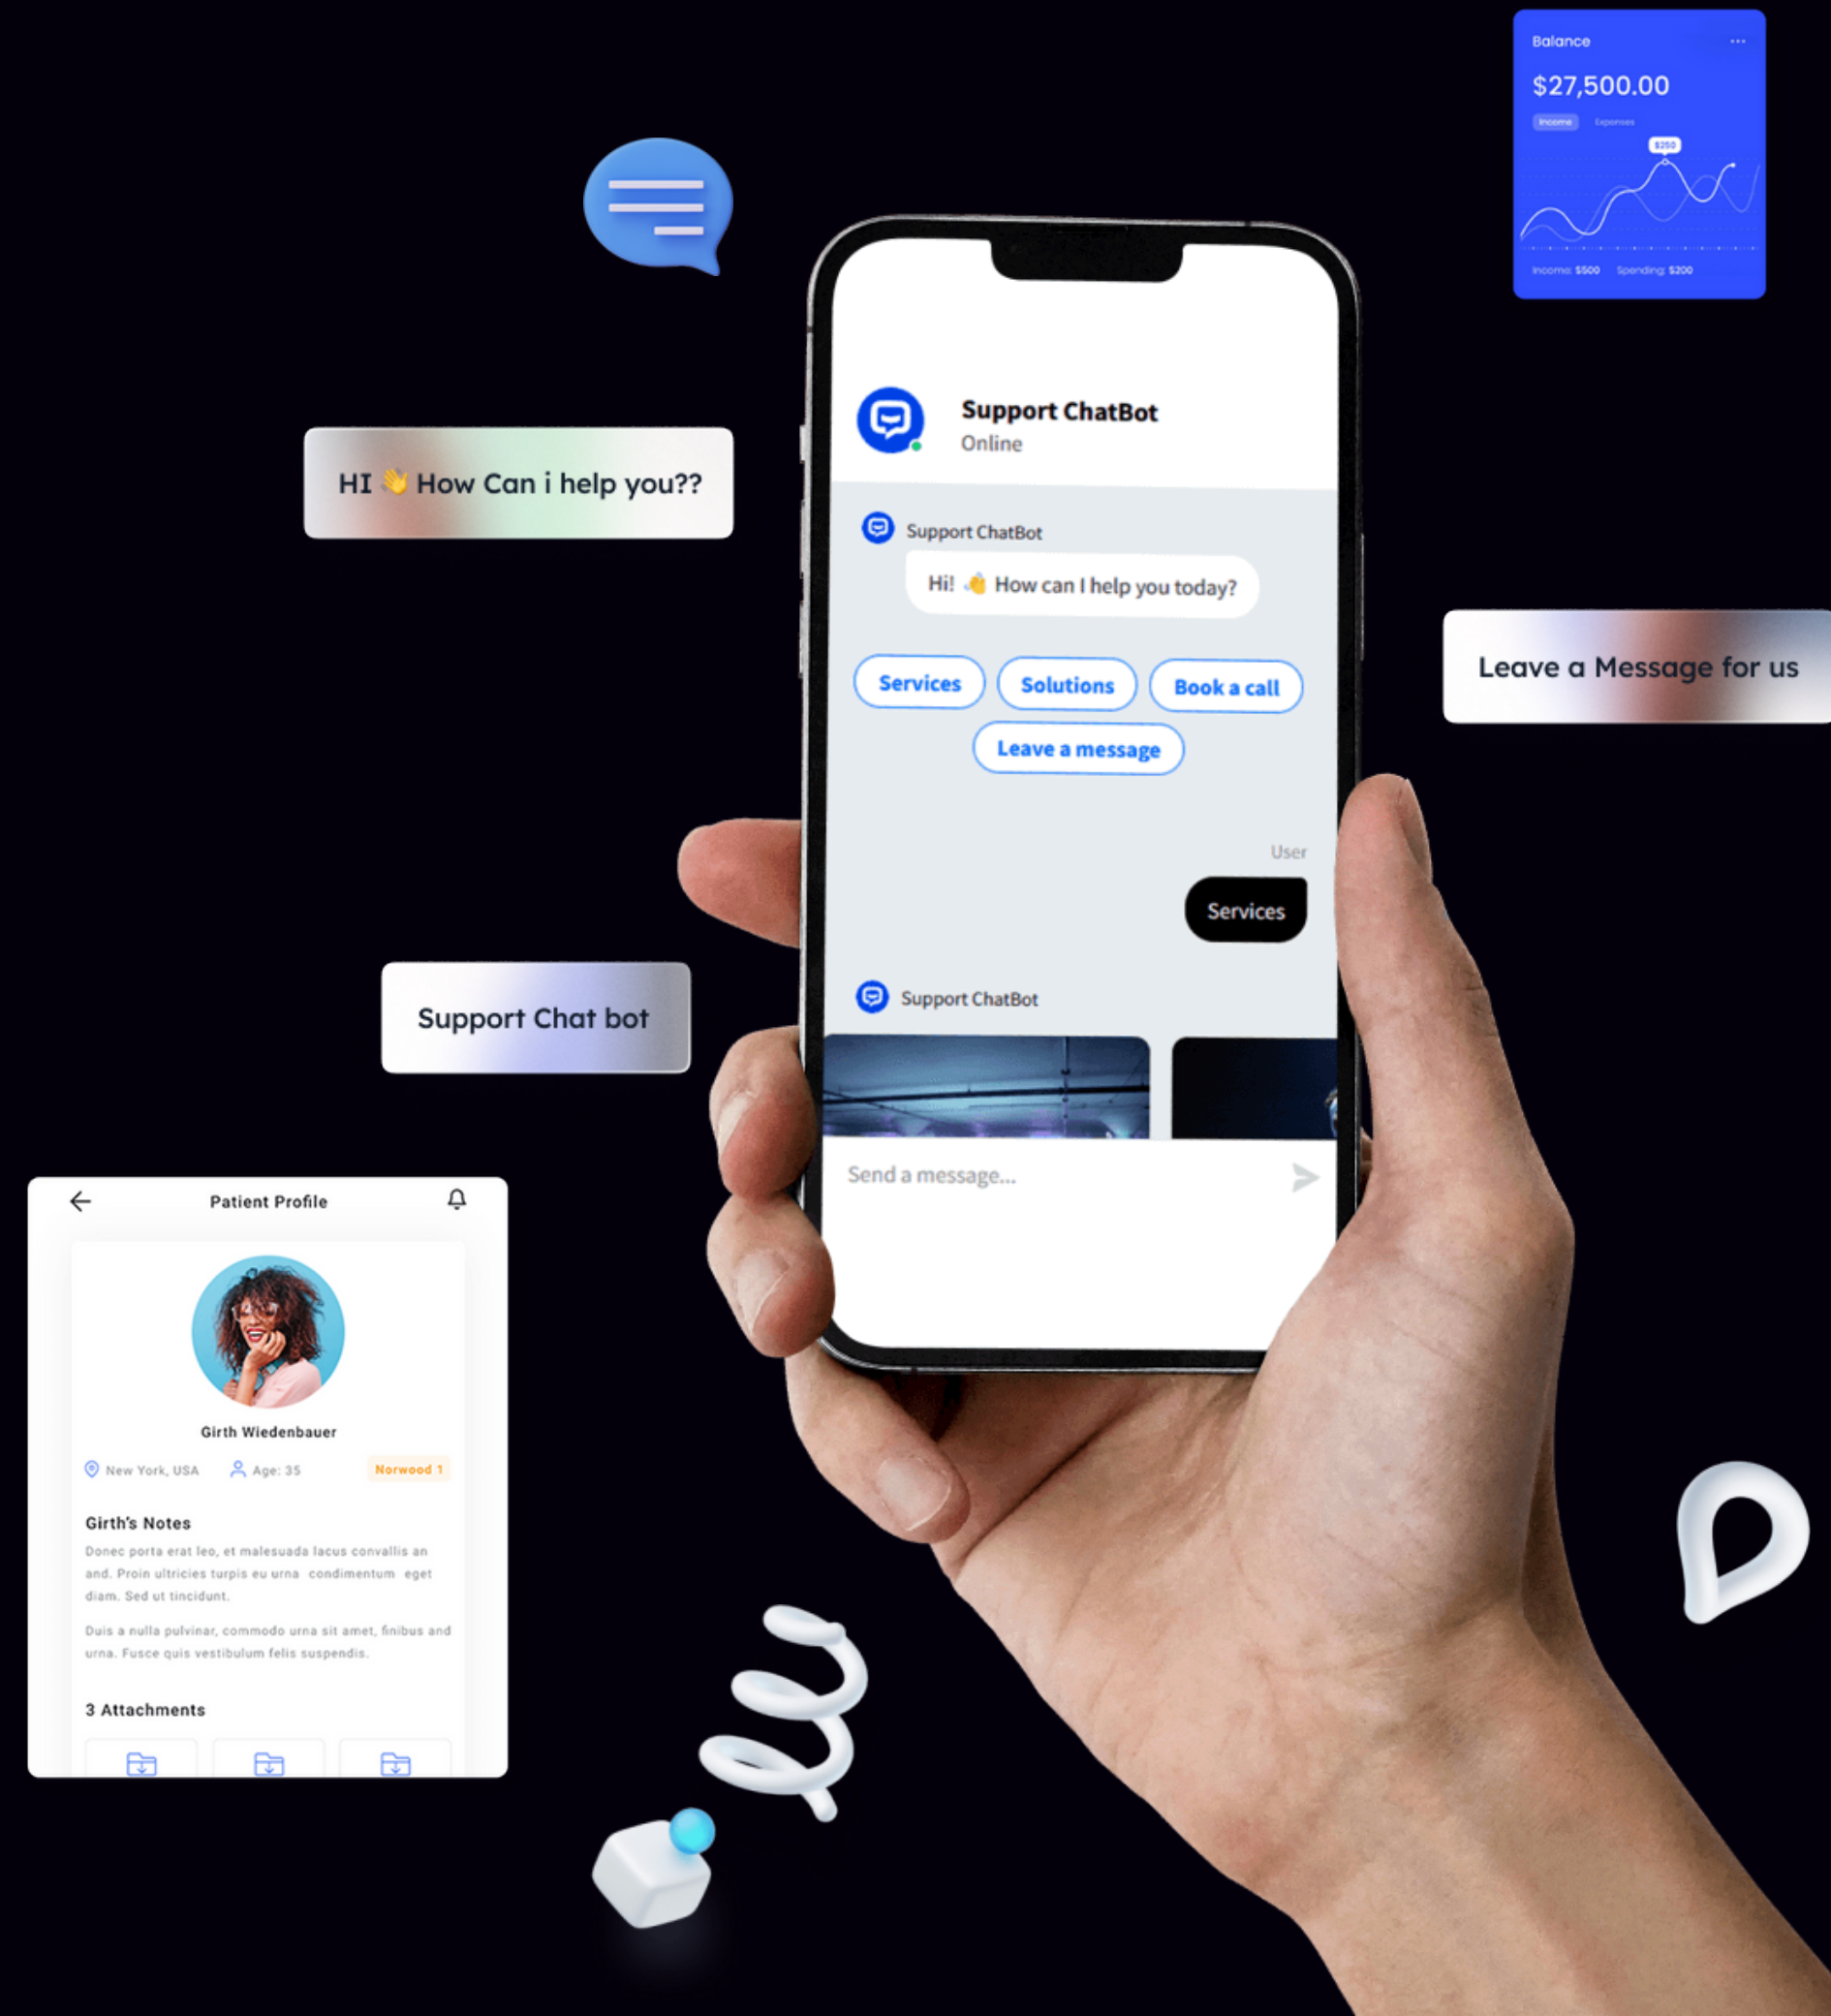 Balance
$27,500.00
Income Expenses
$250
Income: $500 Spending: $200
Support ChatBot
Online
HI 👋 How Can i help you??
Support ChatBot
Hi! 👋 How can I help you today?
Services Solutions Book a call
Leave a message
Leave a Message for us
User
Services
Support Chat bot
Support ChatBot
Send a message...
Patient Profile
Girth Wiedenbauer
New York, USA Age: 35 Norwood 1
Girth's Notes
Donec porta erat leo, et malesuada lacus convallis an
and. Proin ultricies turpis eu urna condimentum eget
diam. Sed ut tincidunt.
Duis a nulla pulvinar, commodo urna sit amet, finibus and
urna. Fusce quis vestibulum felis suspendis.
3 Attachments